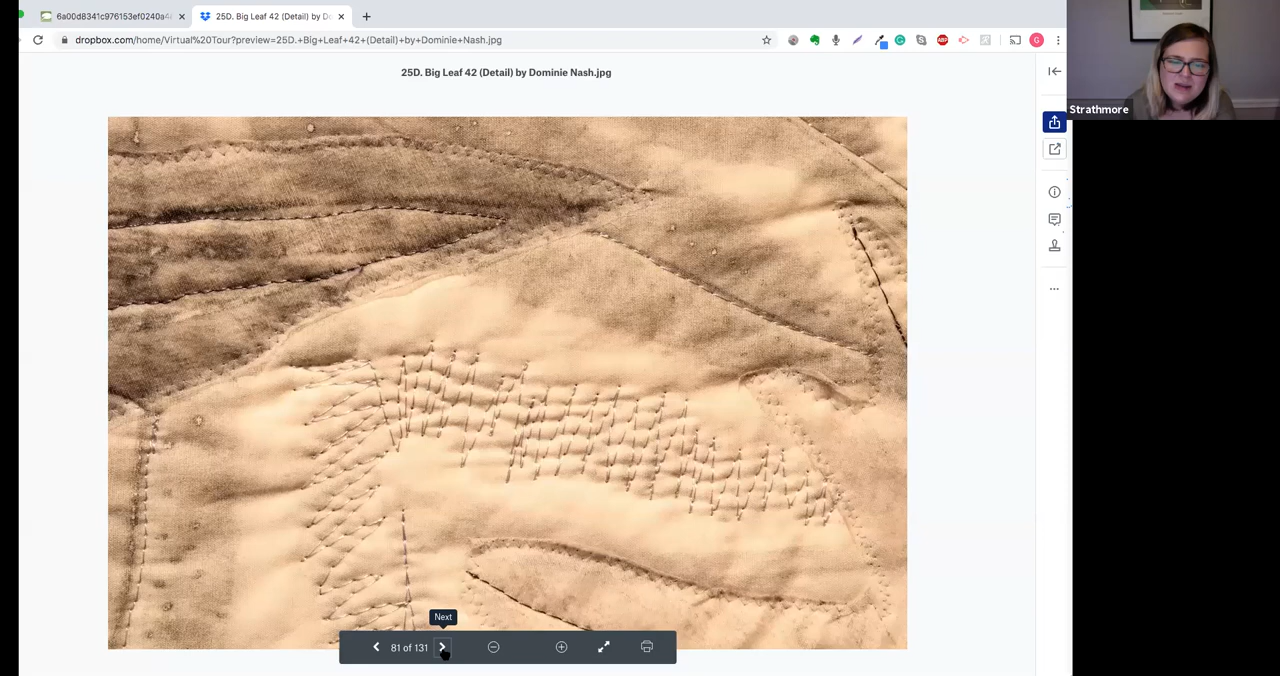 6a00d8341c976153ef0240a4
25D. Big Leaf 42 (Detail) by Do
dropbox.com/home/Virtual%20Tour?preview=25D.+Big+Leaf+42+(Detail)+by+Dominie+Nash.jpg
ABP
G
25D. Big Leaf 42 (Detail) by Dominie Nash.jpg
Strathmore
Next
81 of 131